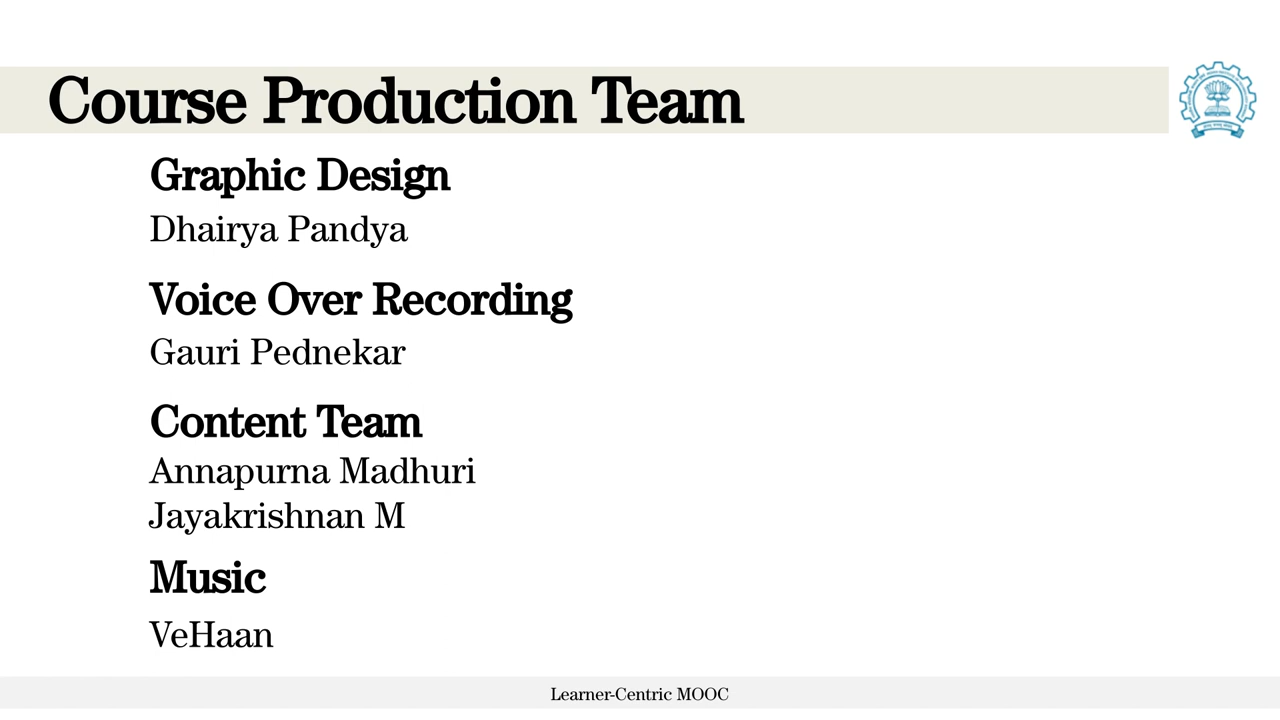 Course Production Team
Graphic Design
Dhairya Pandya
Voice Over Recording
Gauri Pednekar
Content Team
Annapurna Madhuri
Jayakrishnan M
Music
VeHaan
Learner-Centric MOOC